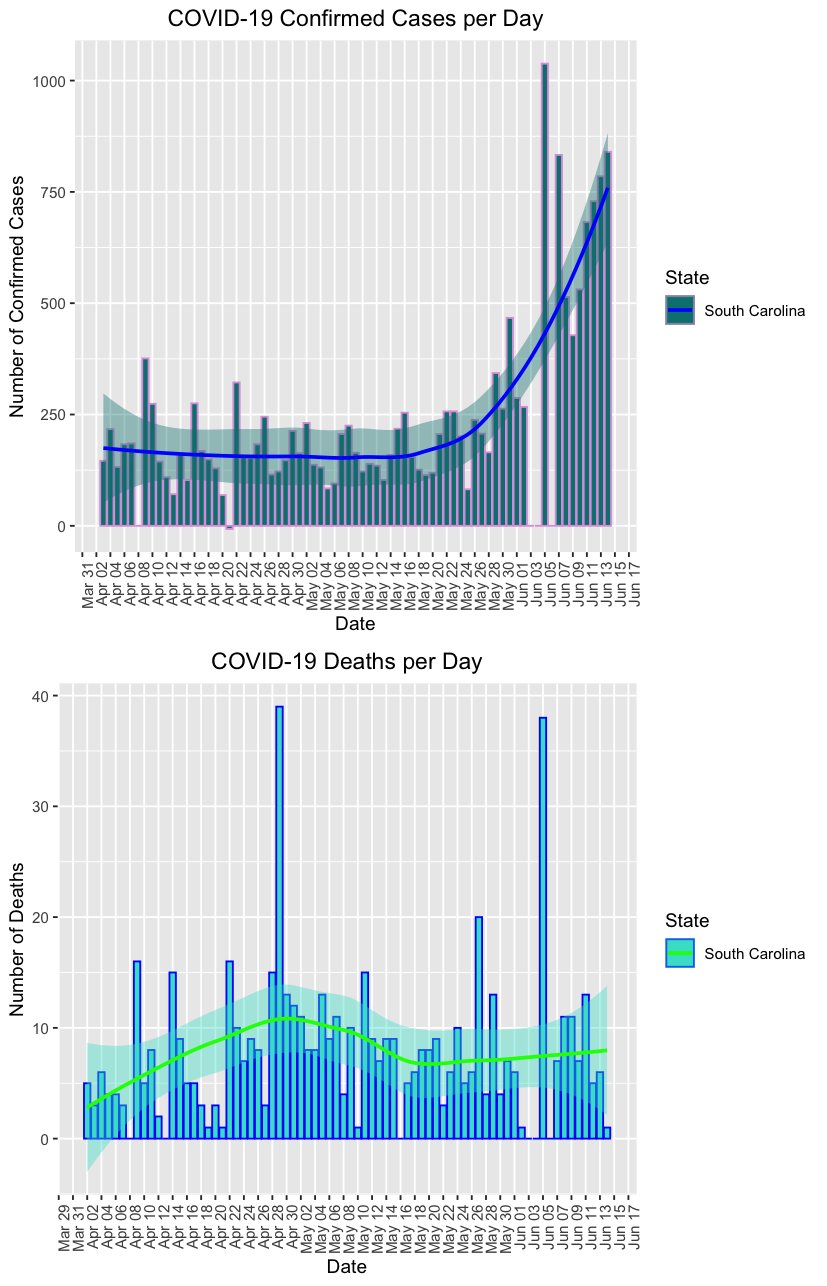 COVID-19 Confirmed Cases per Day
1000
750
500
250
0
Number of Confirmed Cases
Mar 31
Apr 02
Apr 04
Apr 06
Apr 08
Apr 10
Apr 12
Apr 14
Apr 16
Apr 18
Apr 20
Apr 22
Apr 24
Apr 26
Apr 28
Apr 30
May 02
May 04
May 06
May 08
May 10
May 12
May 14
May 16
May 18
May 20
May 22
May 24
May 26
May 28
May 30
Jun 01
Jun 03
Jun 05
Jun 07
Jun 09
Jun 11
Jun 13
Jun 15
Jun 17
Date
State
South Carolina
COVID-19 Deaths per Day
40
30
20
10
0
Number of Deaths
Mar 29
Mar 31
Apr 02
Apr 04
Apr 06
Apr 08
Apr 10
Apr 12
Apr 14
Apr 16
Apr 18
Apr 20
Apr 22
Apr 24
Apr 26
Apr 28
Apr 30
May 02
May 04
May 06
May 08
May 10
May 12
May 14
May 16
May 18
May 20
May 22
May 24
May 26
May 28
May 30
Jun 01
Jun 03
Jun 05
Jun 07
Jun 09
Jun 11
Jun 13
Jun 15
Jun 17
Date
State
South Carolina